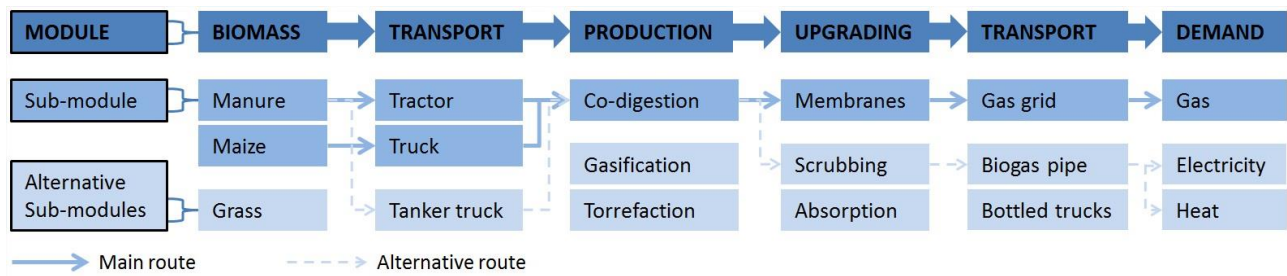 MODULE BIOMASS TRANSPORT PRODUCTION UPGRADING TRANSPORT DEMAND
Sub-module Manure Tractor Co-digestion Membranes Gas grid Gas
Maize Truck
Alternative Sub-modules
Gasification Scrubbing Biogas pipe Electricity
Grass Tanker truck Torrefaction Absorption Bottled trucks Heat
Main route Alternative route